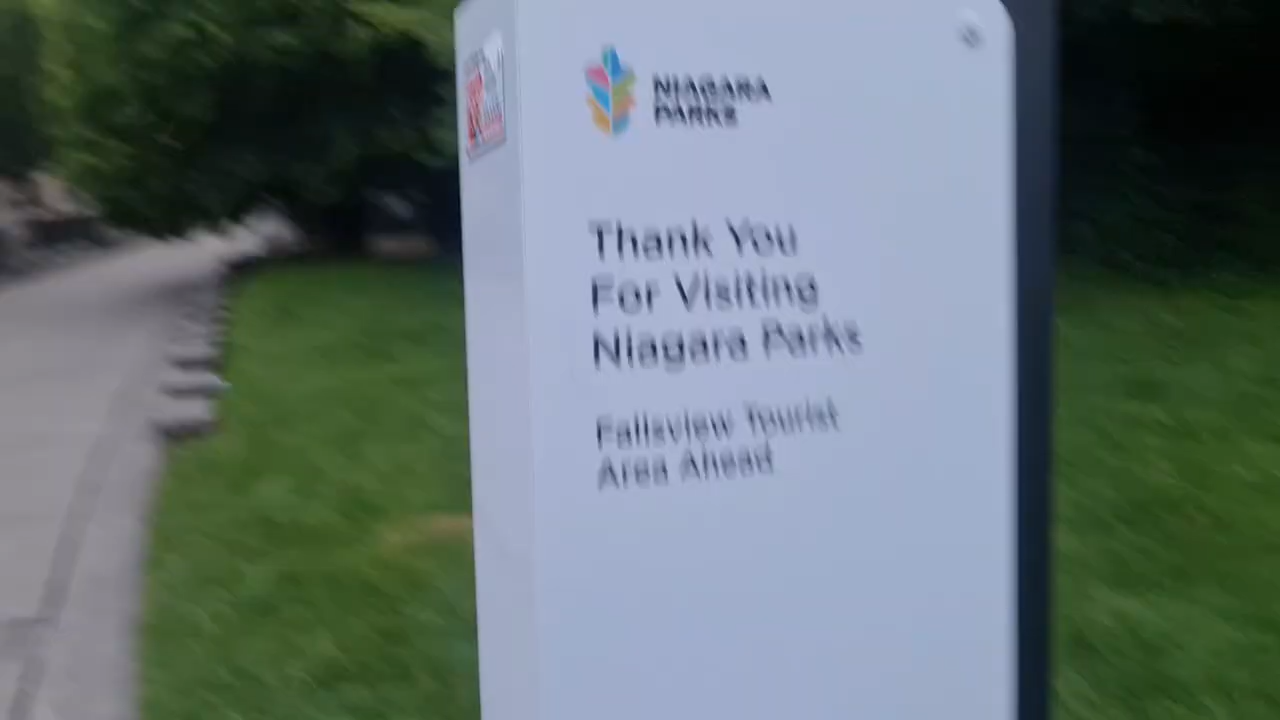 NIAGARA
PARKS
Thank You
For Visiting
Niagara Parks
Fallsview Tourist
Area Ahead